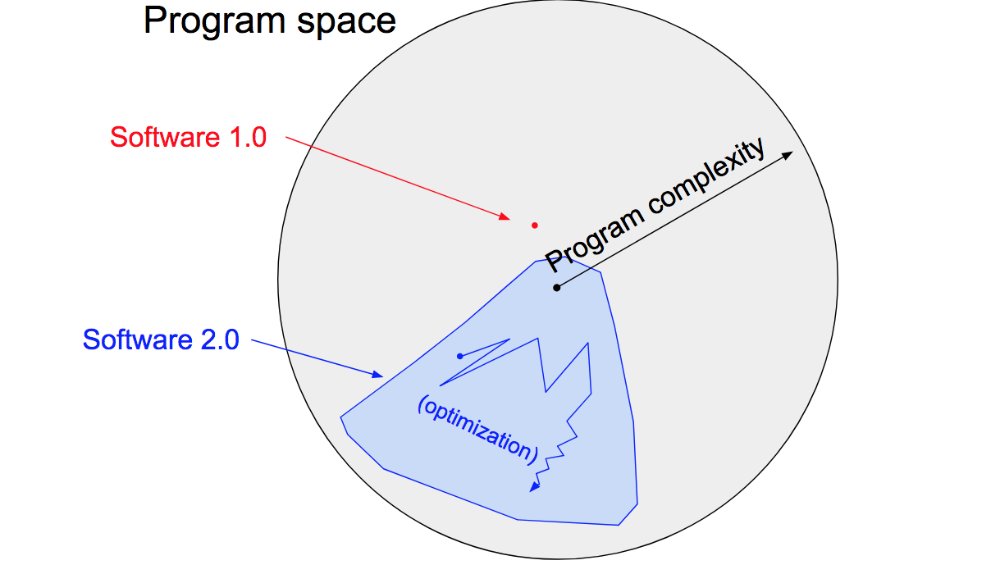 Program space
Software 1.0
Program complexity
Software 2.0
(optimization)